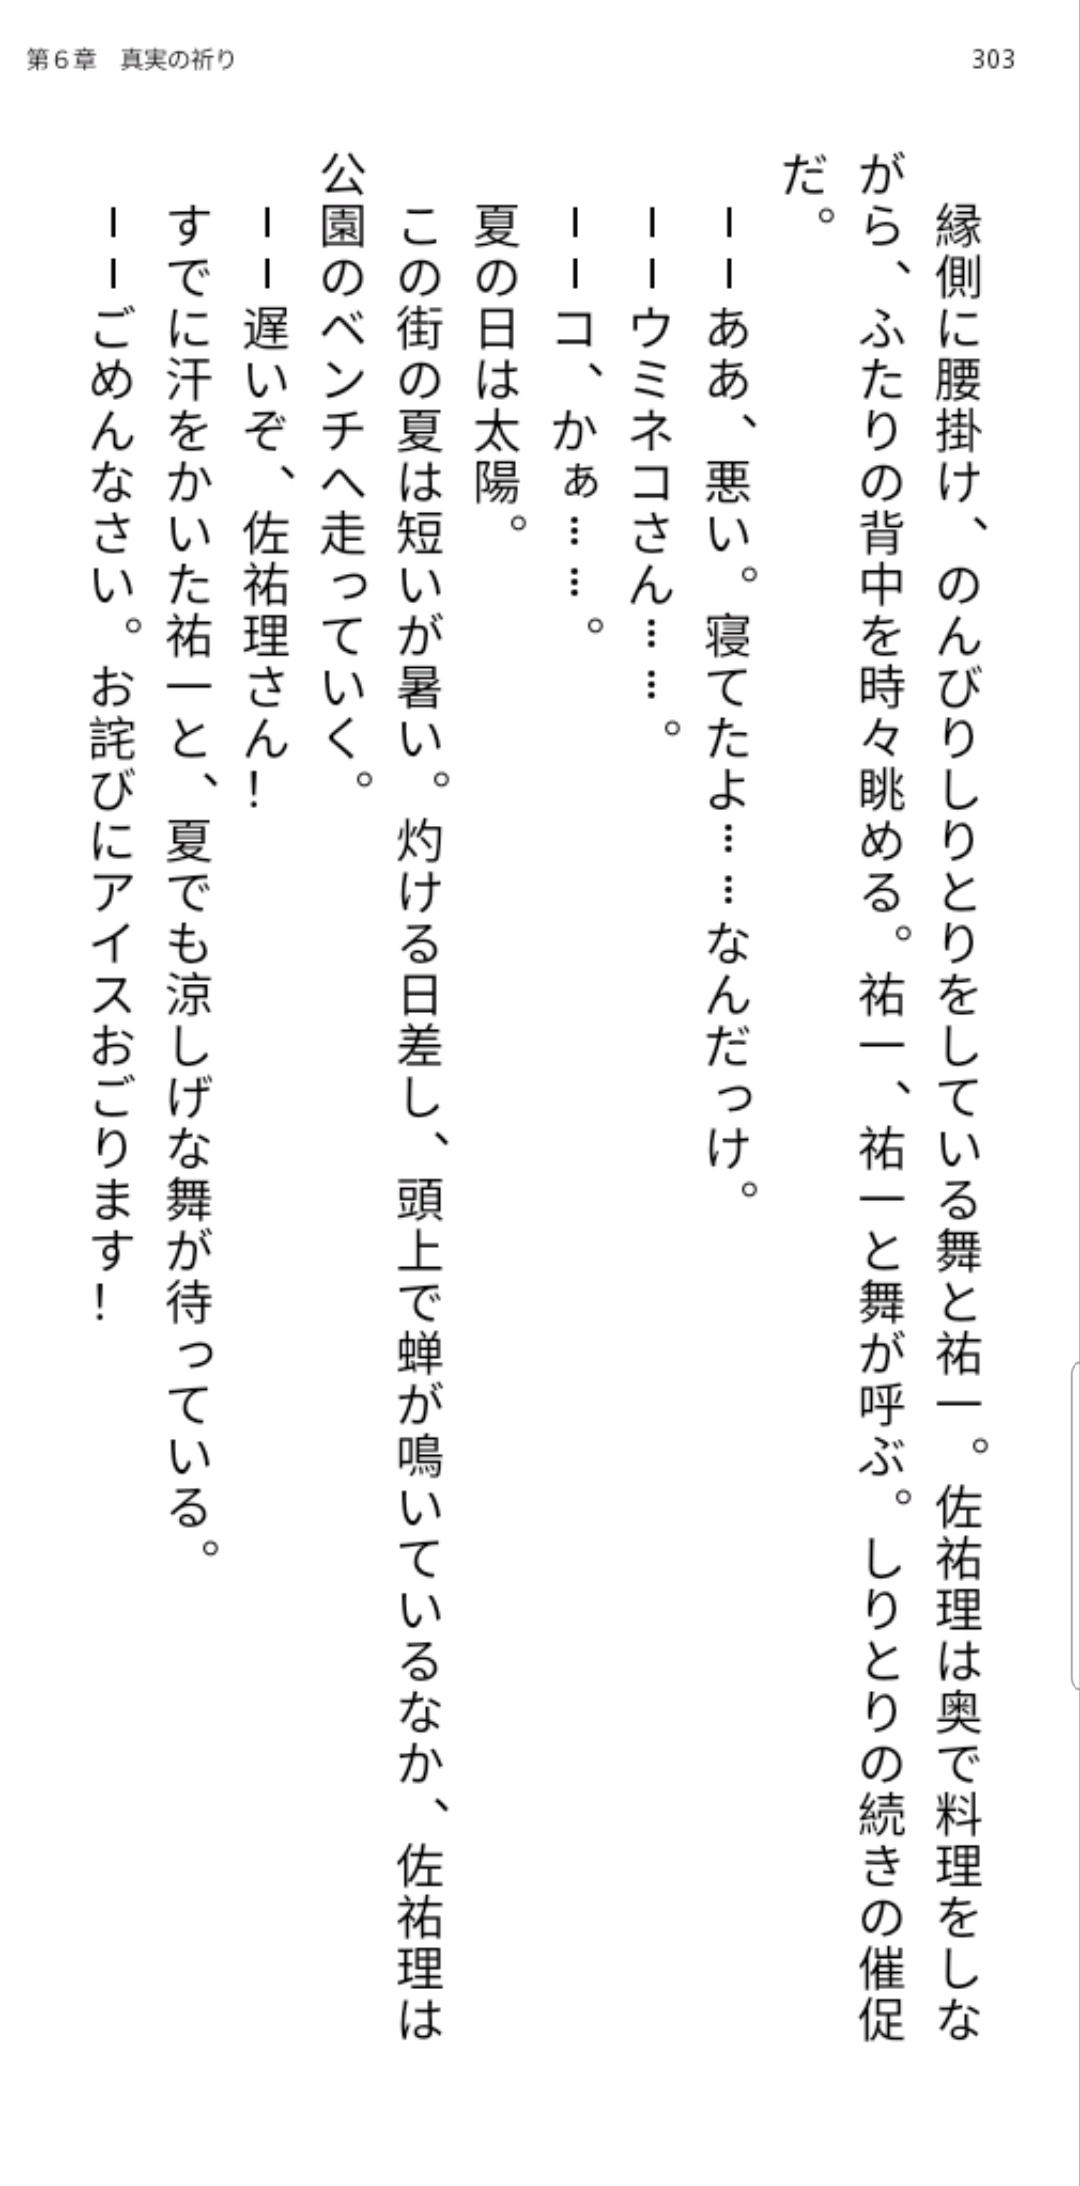 第６章　真実の祈り
303
縁側に腰掛け、のんびりしりとりをしている舞と祐一。佐祐理は奥で料理をしな
がら、ふたりの背中を時々眺める。祐一、祐一と舞が呼ぶ。しりとりの続きの催促
だ。
――ああ、悪い。寝てたよ……なんだっけ。
――ウミネコさん……。
――コ、かぁ……。
夏の日は太陽。
この街の夏は短いが暑い。灼ける日差し、頭上で蝉が鳴いているなか、佐祐理は
公園のベンチへ走っていく。
――遅いぞ、佐祐理さん！
すでに汗をかいた祐一と、夏でも涼しげな舞が待っている。
――ごめんなさい。お詫びにアイスおごります！